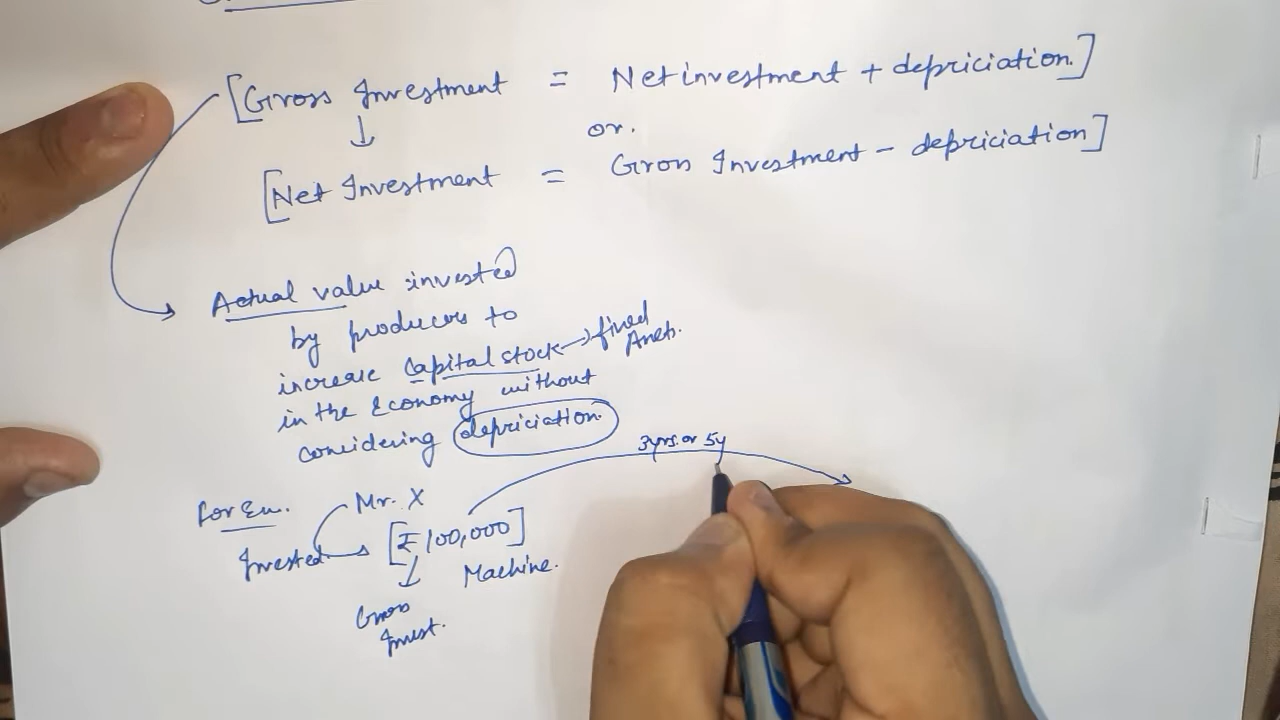 [Gross Investment = Net investment + depriciation.]
or.
[Net Investment = Gross Investment - depriciation]
Actual value invested
by producers to
increase capital stock → fixed Assets.
in the Economy without
considering depriciation.
3yrs. or 5y
for Ex.
Mr. X
Invested → [₹100,000]
Machine.
Gross
Invest.